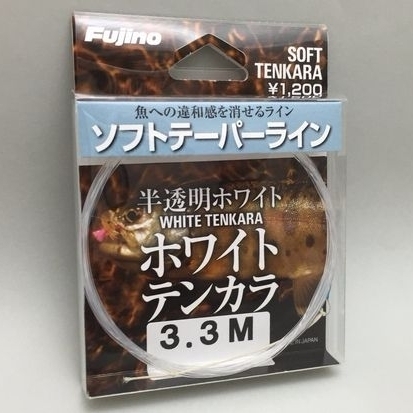 Fujino
SOFT
TENKARA
¥1,200
魚への違和感を消せるライン
ソフトテーパーライン
半透明ホワイト
WHITE TENKARA
ホワイト
テンカラ
3.3M
JAPAN